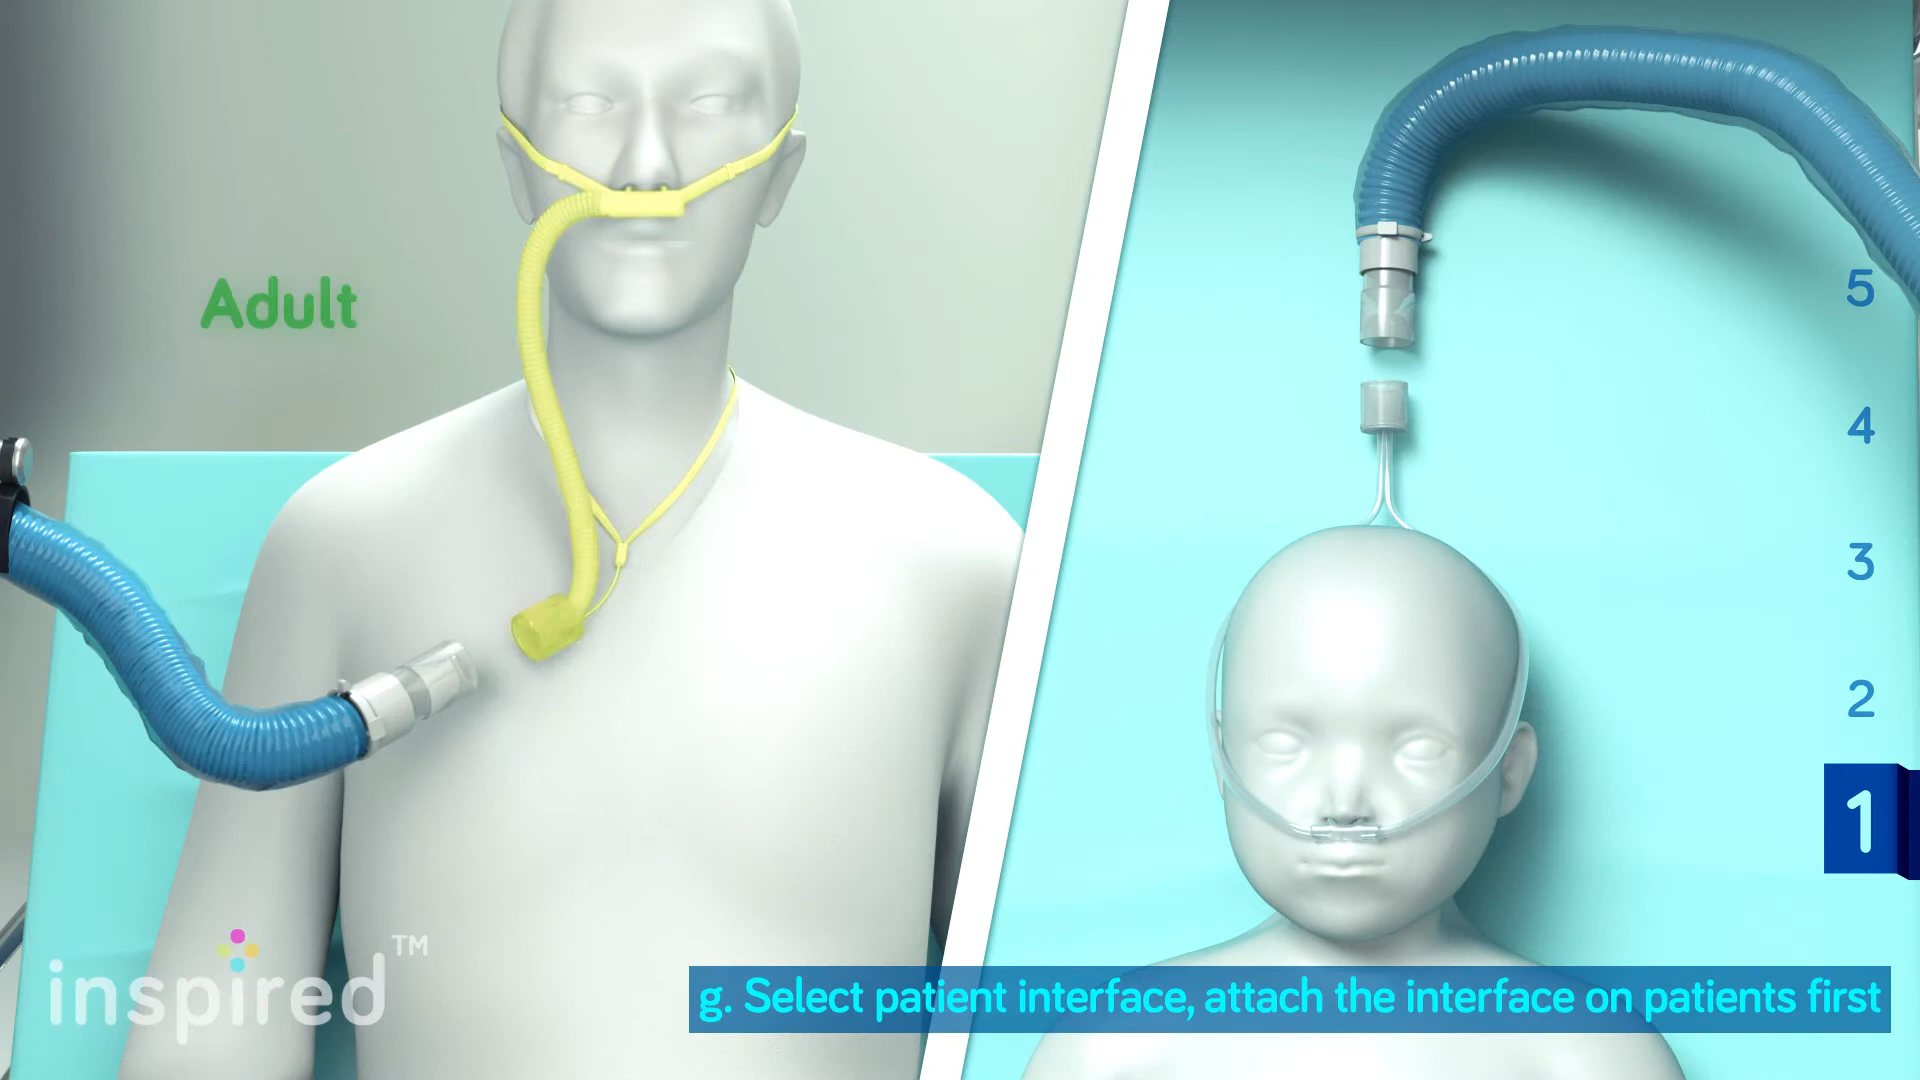 Adult
5
4
3
2
1
inspired™
g. Select patient interface, attach the interface on patients first